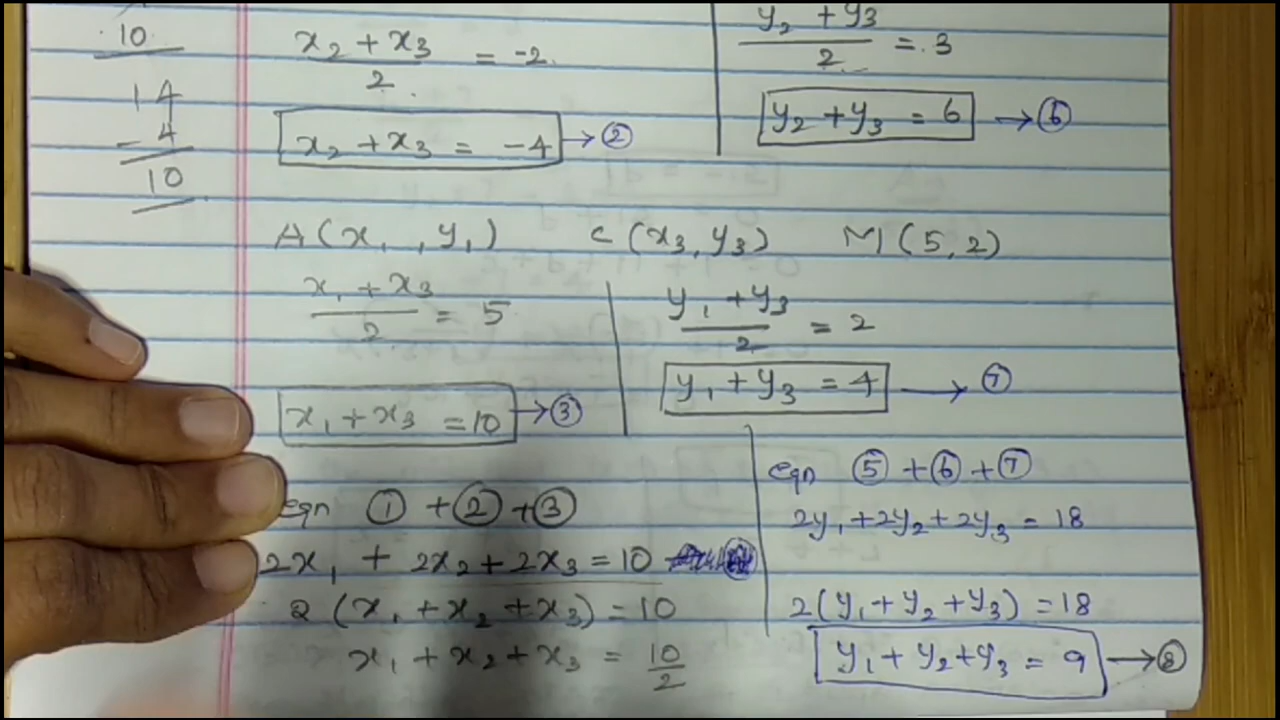 10
14
- 4
10
x₂ + x₃ / 2 = -2
x₂ + x₃ = -4 → ②
y₂ + y₃ / 2 = 3
y₂ + y₃ = 6 → ⑥
A(x₁, y₁) C(x₃, y₃) M(5, 2)
x₁ + x₃ / 2 = 5
x₁ + x₃ = 10 → ③
y₁ + y₃ / 2 = 2
y₁ + y₃ = 4 → ⑦
eqn ① + ② + ③
2x₁ + 2x₂ + 2x₃ = 10
2(x₁ + x₂ + x₃) = 10
x₁ + x₂ + x₃ = 10/2
eqn ⑤ + ⑥ + ⑦
2y₁ + 2y₂ + 2y₃ = 18
2(y₁ + y₂ + y₃) = 18
y₁ + y₂ + y₃ = 9 → ⑧